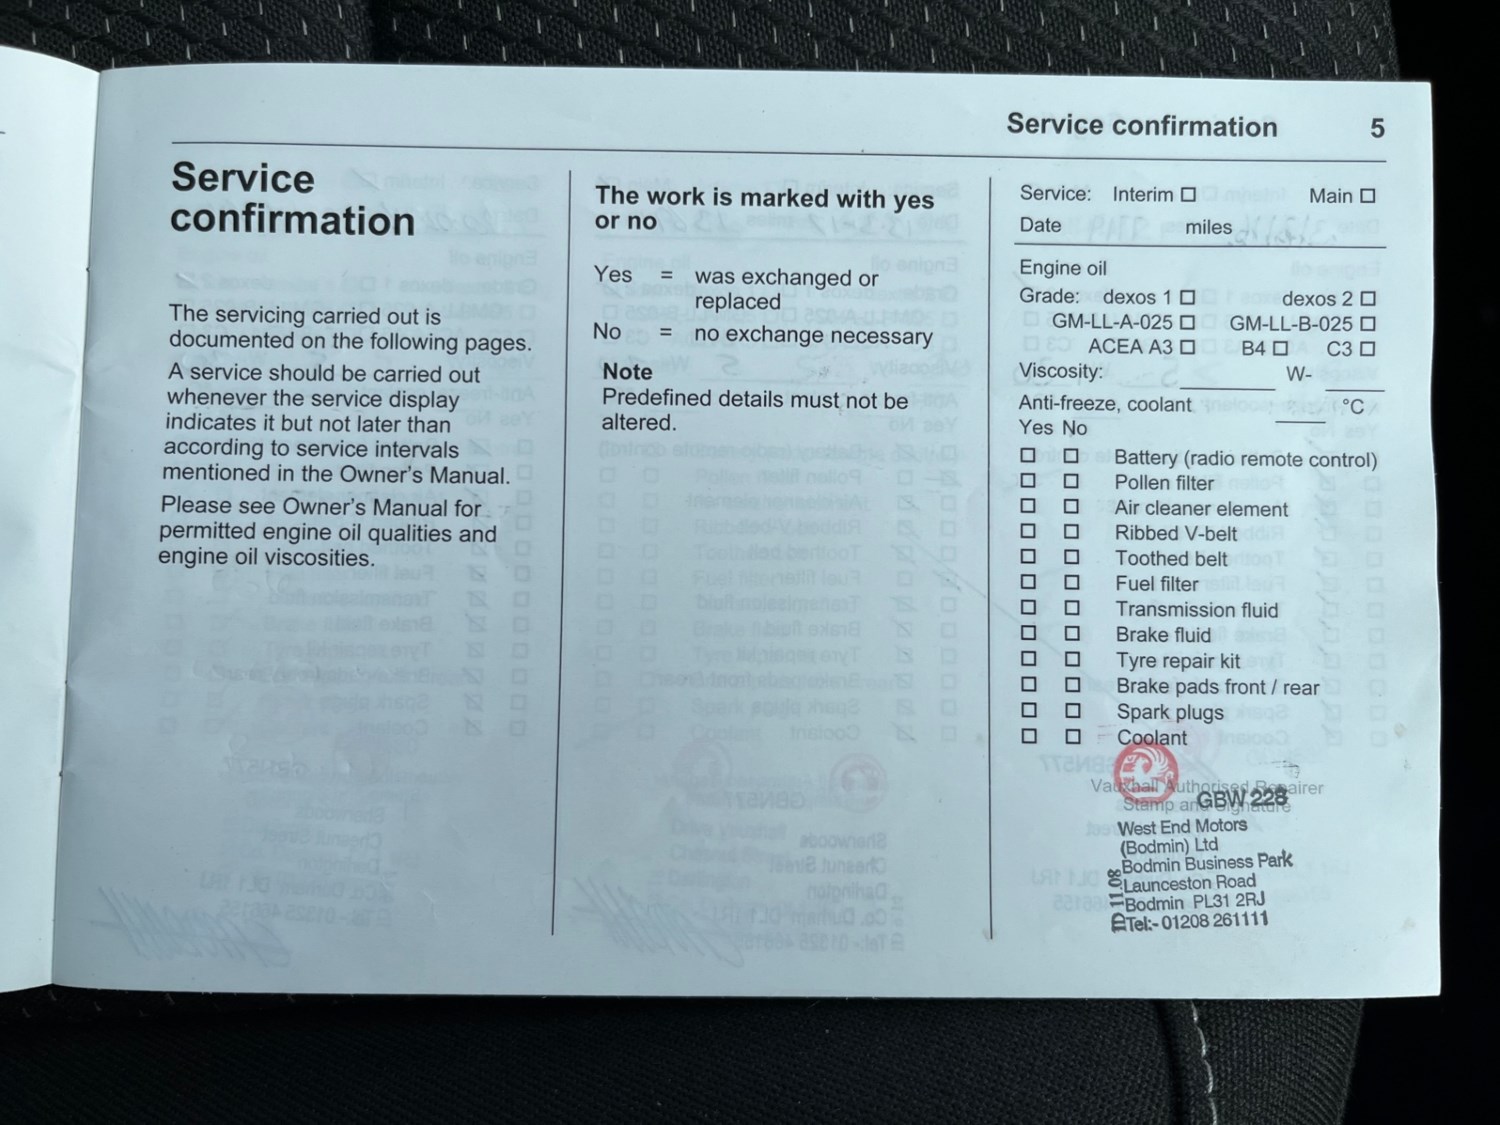 Service confirmation 5
Service
confirmation
The servicing carried out is
documented on the following pages.
A service should be carried out
whenever the service display
indicates it but not later than
according to service intervals
mentioned in the Owner's Manual.
Please see Owner's Manual for
permitted engine oil qualities and
engine oil viscosities.
The work is marked with yes
or no
Yes = was exchanged or
replaced
No = no exchange necessary
Note
Predefined details must not be
altered.
Service: Interim ☐ Main ☐
Date miles
Engine oil
Grade: dexos 1 ☐ dexos 2 ☐
GM-LL-A-025 ☐ GM-LL-B-025 ☐
ACEA A3 ☐ B4 ☐ C3 ☐
Viscosity: W-
Anti-freeze, coolant °C
Yes No
☐ ☐ Battery (radio remote control)
☐ ☐ Pollen filter
☐ ☐ Air cleaner element
☐ ☐ Ribbed V-belt
☐ ☐ Toothed belt
☐ ☐ Fuel filter
☐ ☐ Transmission fluid
☐ ☐ Brake fluid
☐ ☐ Tyre repair kit
☐ ☐ Brake pads front / rear
☐ ☐ Spark plugs
☐ ☐ Coolant
Vauxhall Authorised Repairer
Stamp and Signature
GBW 228
West End Motors
(Bodmin) Ltd
Bodmin Business Park
Launceston Road
Bodmin PL31 2RJ
Tel:- 01208 261111